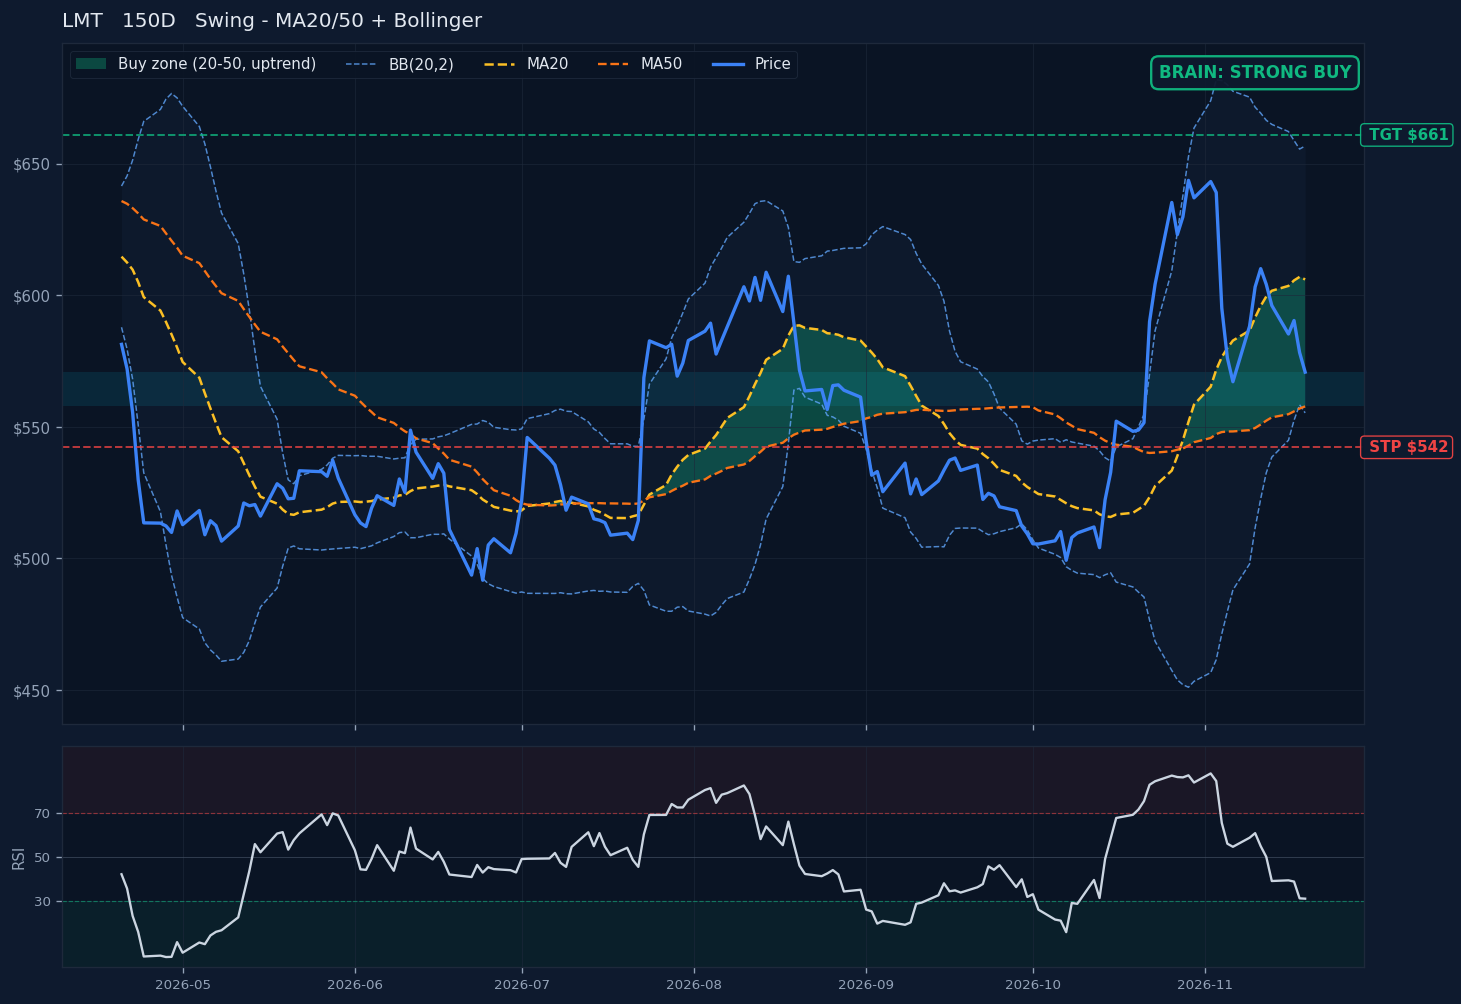 LMT 150D Swing - MA20/50 + Bollinger
Buy zone (20-50, uptrend) BB(20,2) MA20 MA50 Price
BRAIN: STRONG BUY
TGT $661
$650
$600
$550
STP $542
$500
$450
70
50
30
RSI
2026-05 2026-06 2026-07 2026-08 2026-09 2026-10 2026-11